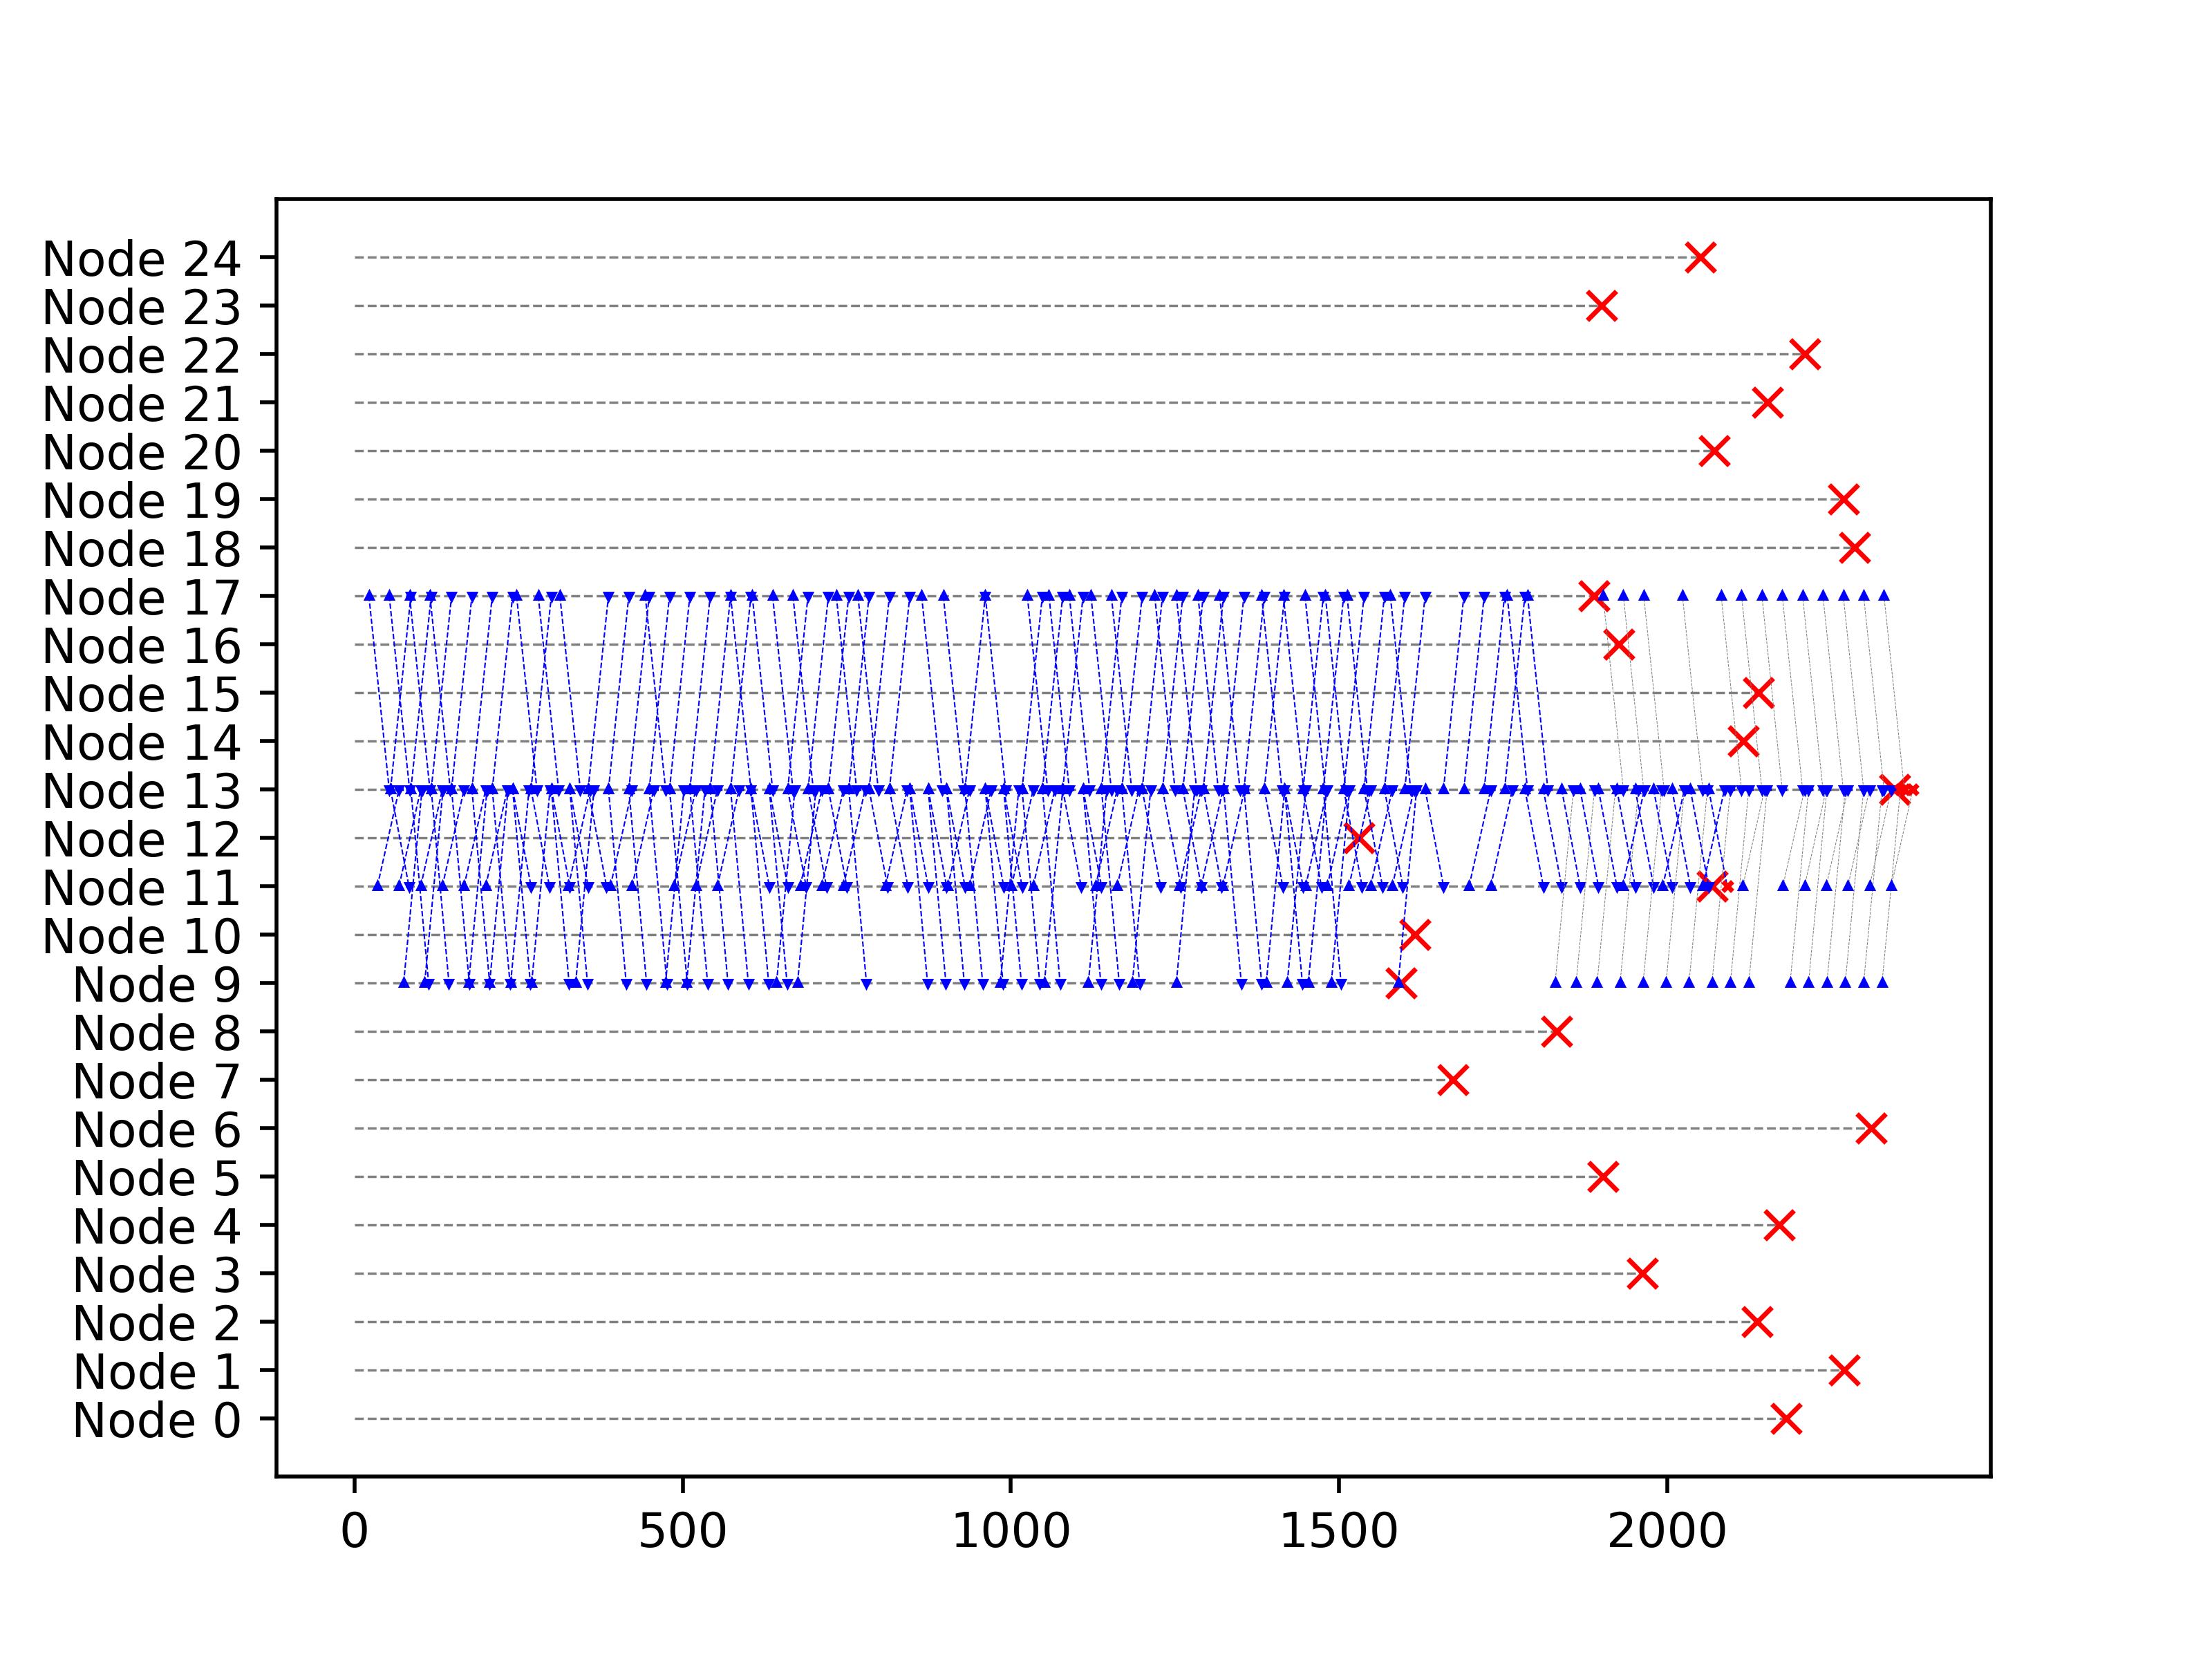 Node 24
Node 23
Node 22
Node 21
Node 20
Node 19
Node 18
Node 17
Node 16
Node 15
Node 14
Node 13
Node 12
Node 11
Node 10
Node 9
Node 8
Node 7
Node 6
Node 5
Node 4
Node 3
Node 2
Node 1
Node 0
0 500 1000 1500 2000